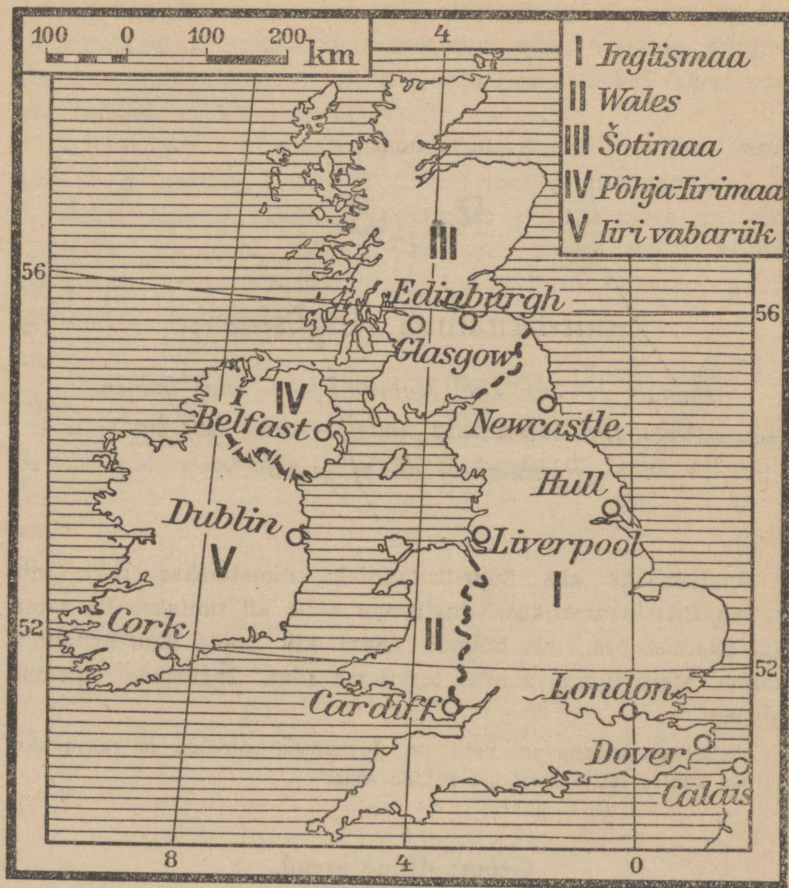 100 0 100 200 km
4
I Inglismaa
II Wales
III Šotimaa
IV Põhja-Iirimaa
V Iiri vabariik
III
56
56
Edinburgh
Glasgow
IV
Belfast
Newcastle
Hull
Dublin
Liverpool
V
I
52
Cork
II
52
London
Cardiff
Dover
Calais
8
4
0